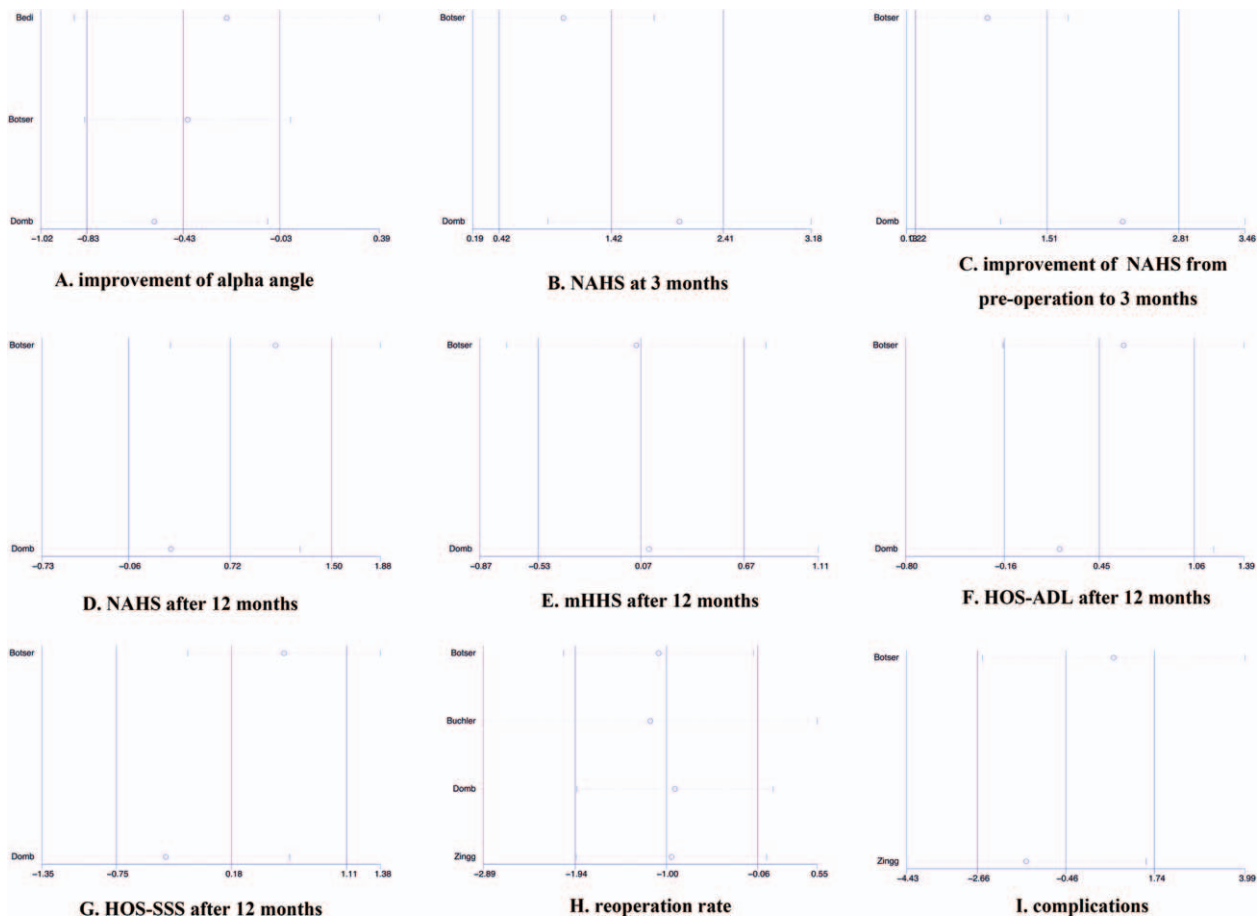 Bedi
Botser
Domb
−1.02 −0.83 −0.43 −0.03 0.39
A. improvement of alpha angle
Botser
Domb
0.19 0.42 1.42 2.41 3.18
B. NAHS at 3 months
Botser
Domb
1.51 2.81 3.46
C. improvement of NAHS from
pre-operation to 3 months
Botser
Domb
−0.73 −0.06 0.72 1.50 1.88
D. NAHS after 12 months
Botser
Domb
−0.87 −0.53 0.07 0.67 1.11
E. mHHS after 12 months
Botser
Domb
−0.80 −0.16 0.45 1.06 1.39
F. HOS-ADL after 12 months
Botser
Domb
−1.35 −0.75 0.18 1.11 1.38
G. HOS-SSS after 12 months
Botser
Buchler
Domb
Zingg
−2.89 −1.94 −1.00 −0.06 0.55
H. reoperation rate
Botser
Zingg
−4.43 −2.66 −0.46 1.74 3.99
I. complications